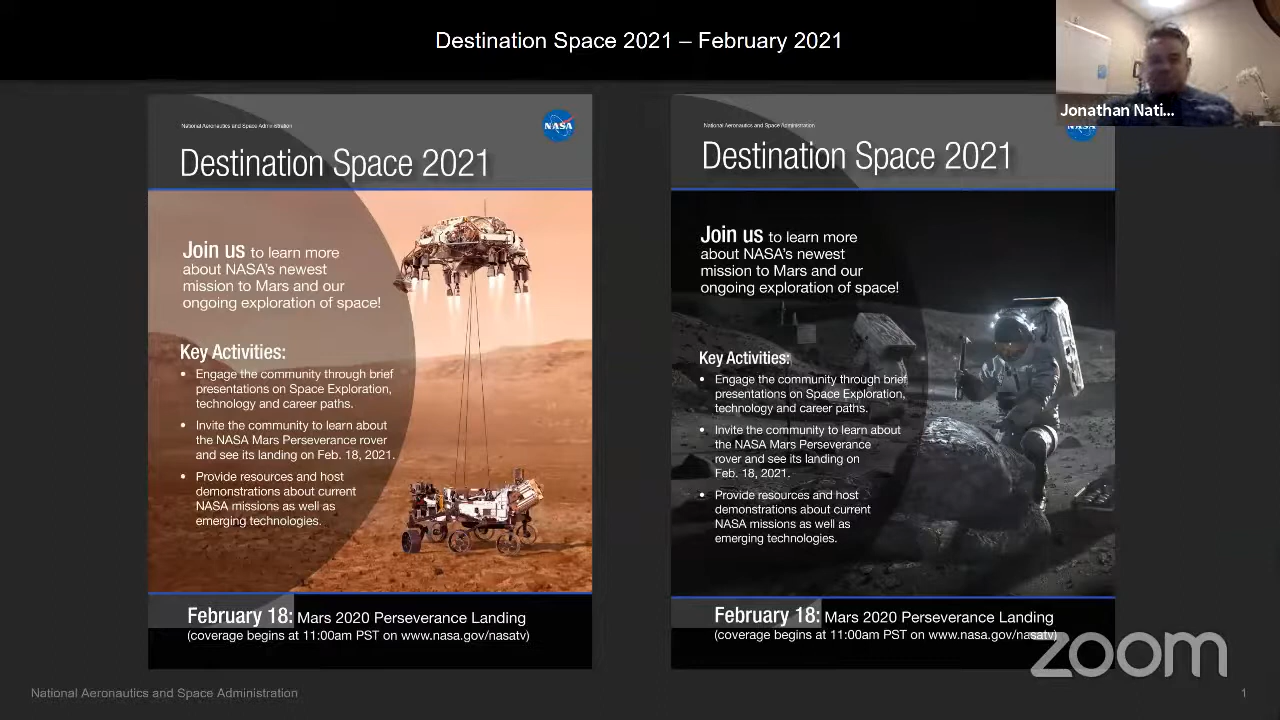 Destination Space 2021 – February 2021
Jonathan Nati...
National Aeronautics and Space Administration
NASA
Destination Space 2021
Join us to learn more
about NASA's newest
mission to Mars and our
ongoing exploration of space!
Key Activities:
• Engage the community through brief
presentations on Space Exploration,
technology and career paths.
• Invite the community to learn about
the NASA Mars Perseverance rover
and see its landing on Feb. 18, 2021.
• Provide resources and host
demonstrations about current
NASA missions as well as
emerging technologies.
February 18: Mars 2020 Perseverance Landing
(coverage begins at 11:00am PST on www.nasa.gov/nasatv)
National Aeronautics and Space Administration
NASA
Destination Space 2021
Join us to learn more
about NASA's newest
mission to Mars and our
ongoing exploration of space!
Key Activities:
• Engage the community through brief
presentations on Space Exploration,
technology and career paths.
• Invite the community to learn about
the NASA Mars Perseverance
rover and see its landing on
Feb. 18, 2021.
• Provide resources and host
demonstrations about current
NASA missions as well as
emerging technologies.
February 18: Mars 2020 Perseverance Landing
(coverage begins at 11:00am PST on www.nasa.gov/nasatv)
zoom
National Aeronautics and Space Administration
1